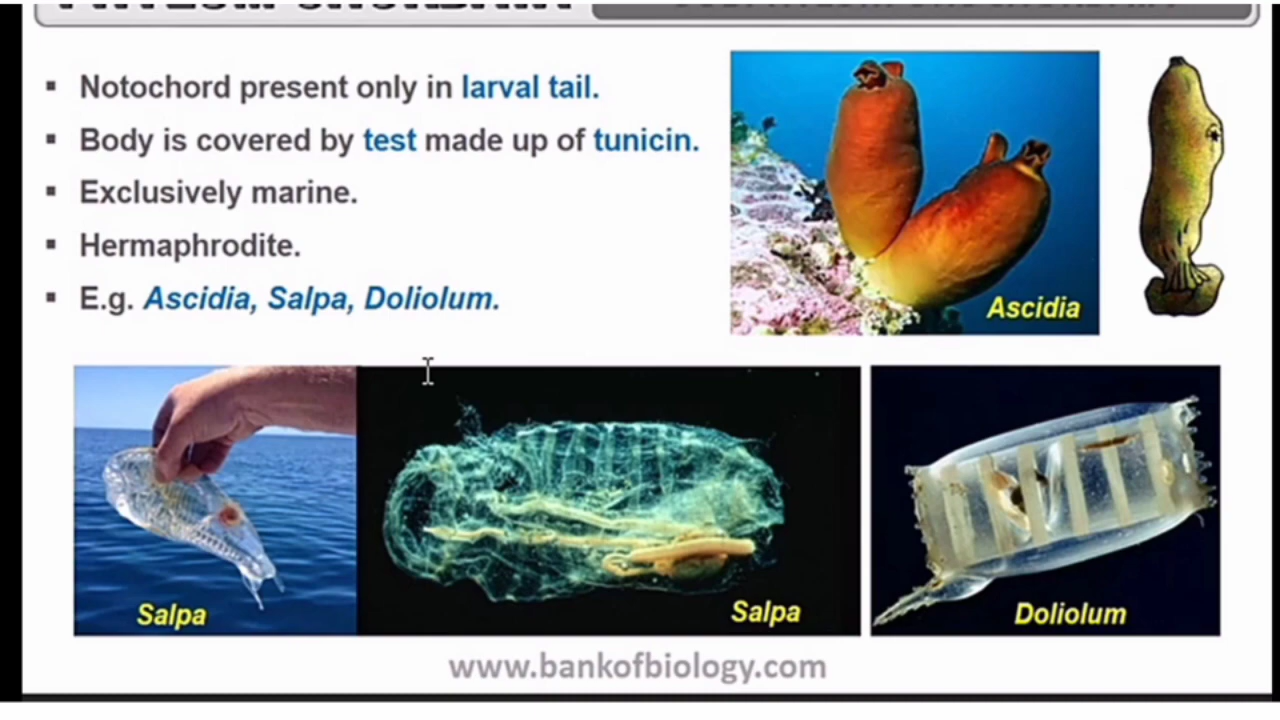 ▪ Notochord present only in larval tail.
▪ Body is covered by test made up of tunicin.
▪ Exclusively marine.
▪ Hermaphrodite.
▪ E.g. Ascidia, Salpa, Doliolum.
Ascidia
Salpa
Salpa
Doliolum
www.bankofbiology.com